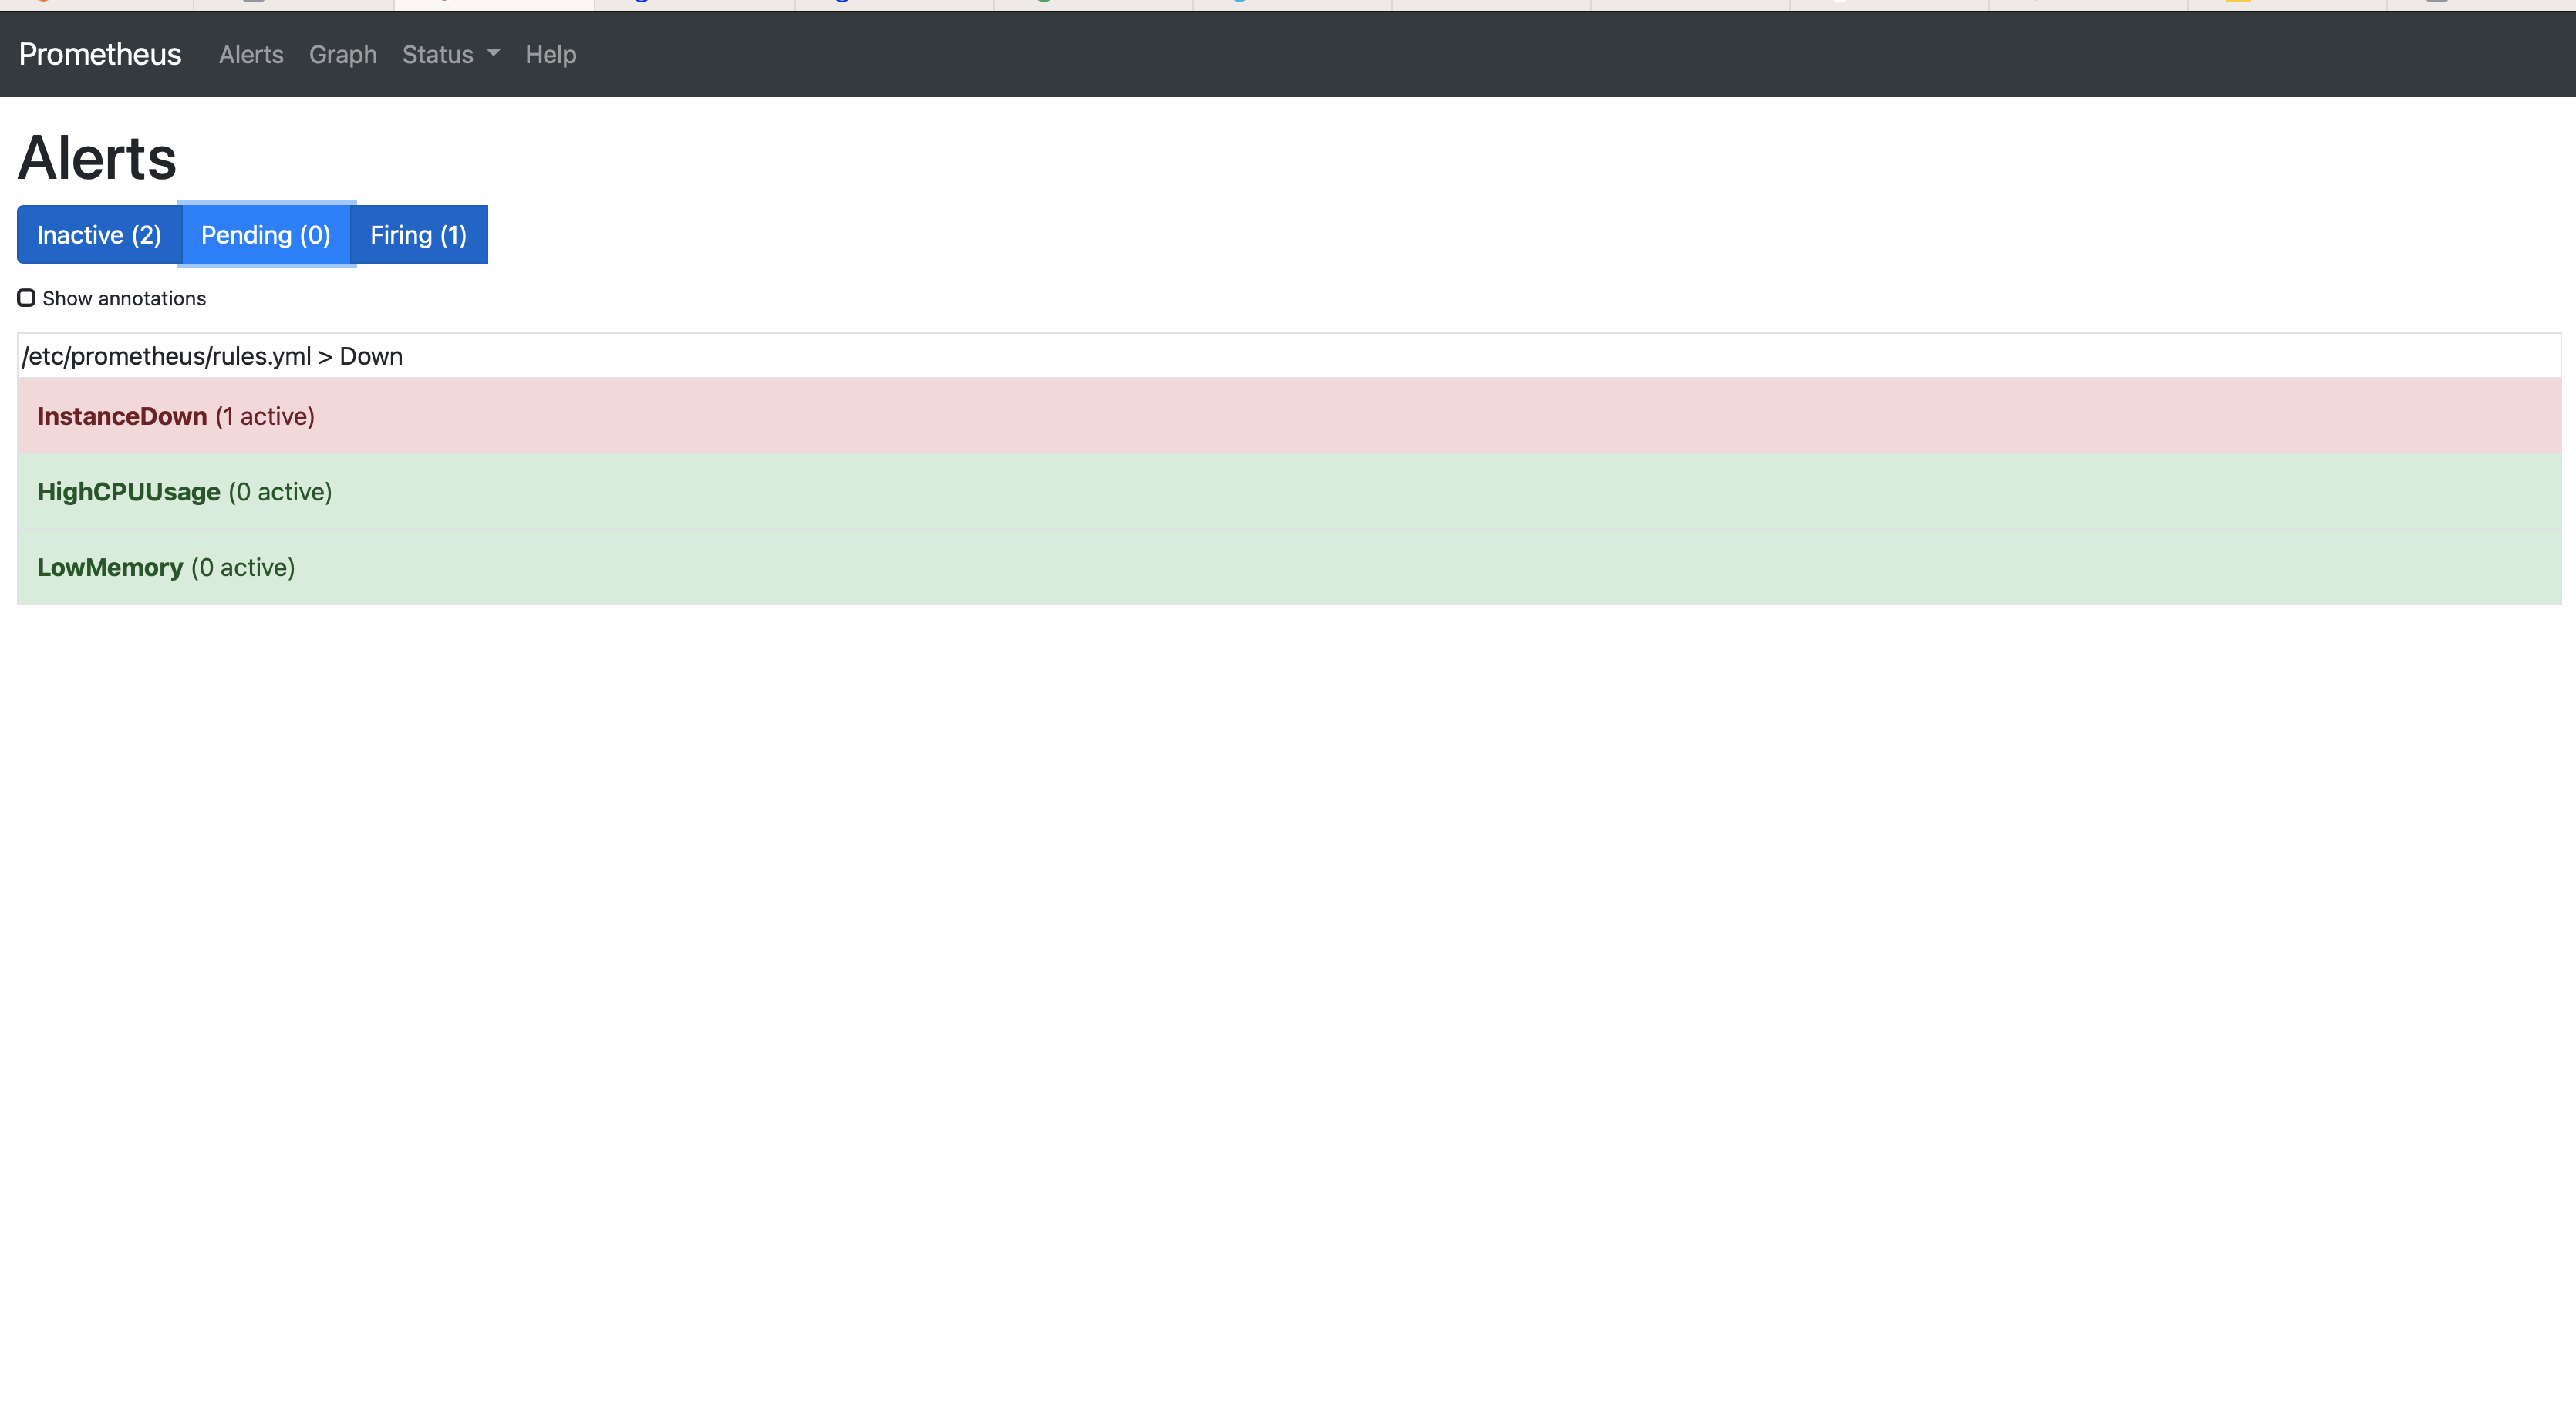 Prometheus Alerts Graph Status Help
Alerts
Inactive (2) Pending (0) Firing (1)
Show annotations
/etc/prometheus/rules.yml > Down
InstanceDown (1 active)
HighCPUUsage (0 active)
LowMemory (0 active)